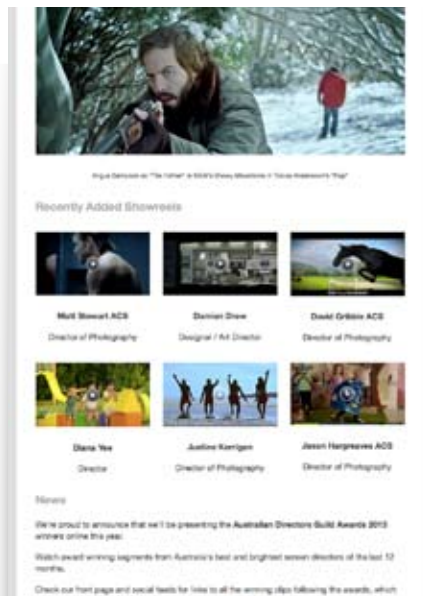 Angus Sampson as "The Father" in NSW's Snowy Mountains in
Recently Added Showreels
Matt Stewart ACS
Damian Drew
David Gribble ACS
Director of Photography
Designer / Art Director
Director of Photography
Diana Yee
Justine Kerrigan
Jason Hargreaves ACS
Director
Director of Photography
Director of Photography
News
We're proud to announce that we'll be presenting the Australian Directors Guild Awards 2013
winners online this year.
Watch award winning segments from Australia's best and brightest screen directors of the last 12
months.
Check our front page and social feeds for links to all the winning clips following the awards, which